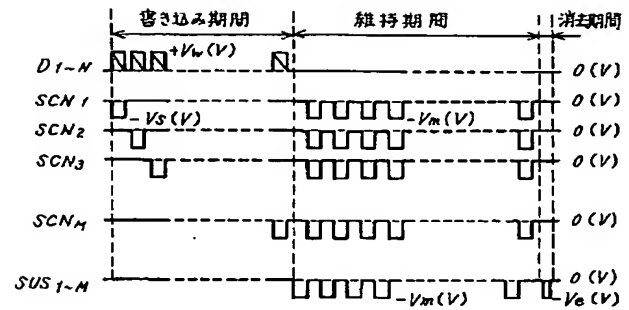 書き込み期間 維持期間 消去期間
D1~N +Vw(V) 0(V)
SCN1 -Vs(V) -Vm(V) 0(V)
SCN2 0(V)
SCN3 0(V)
SCNM 0(V)
SUS1~M -Vm(V) 0(V)
-Ve(V)